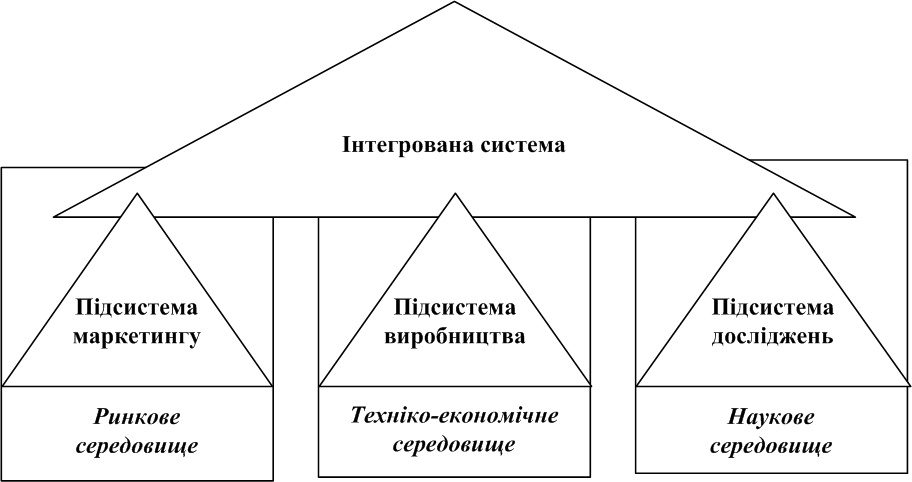 Інтегрована система
Підсистема
маркетингу
Підсистема
виробництва
Підсистема
досліджень
Ринкове
середовище
Техніко-економічне
середовище
Наукове
середовище